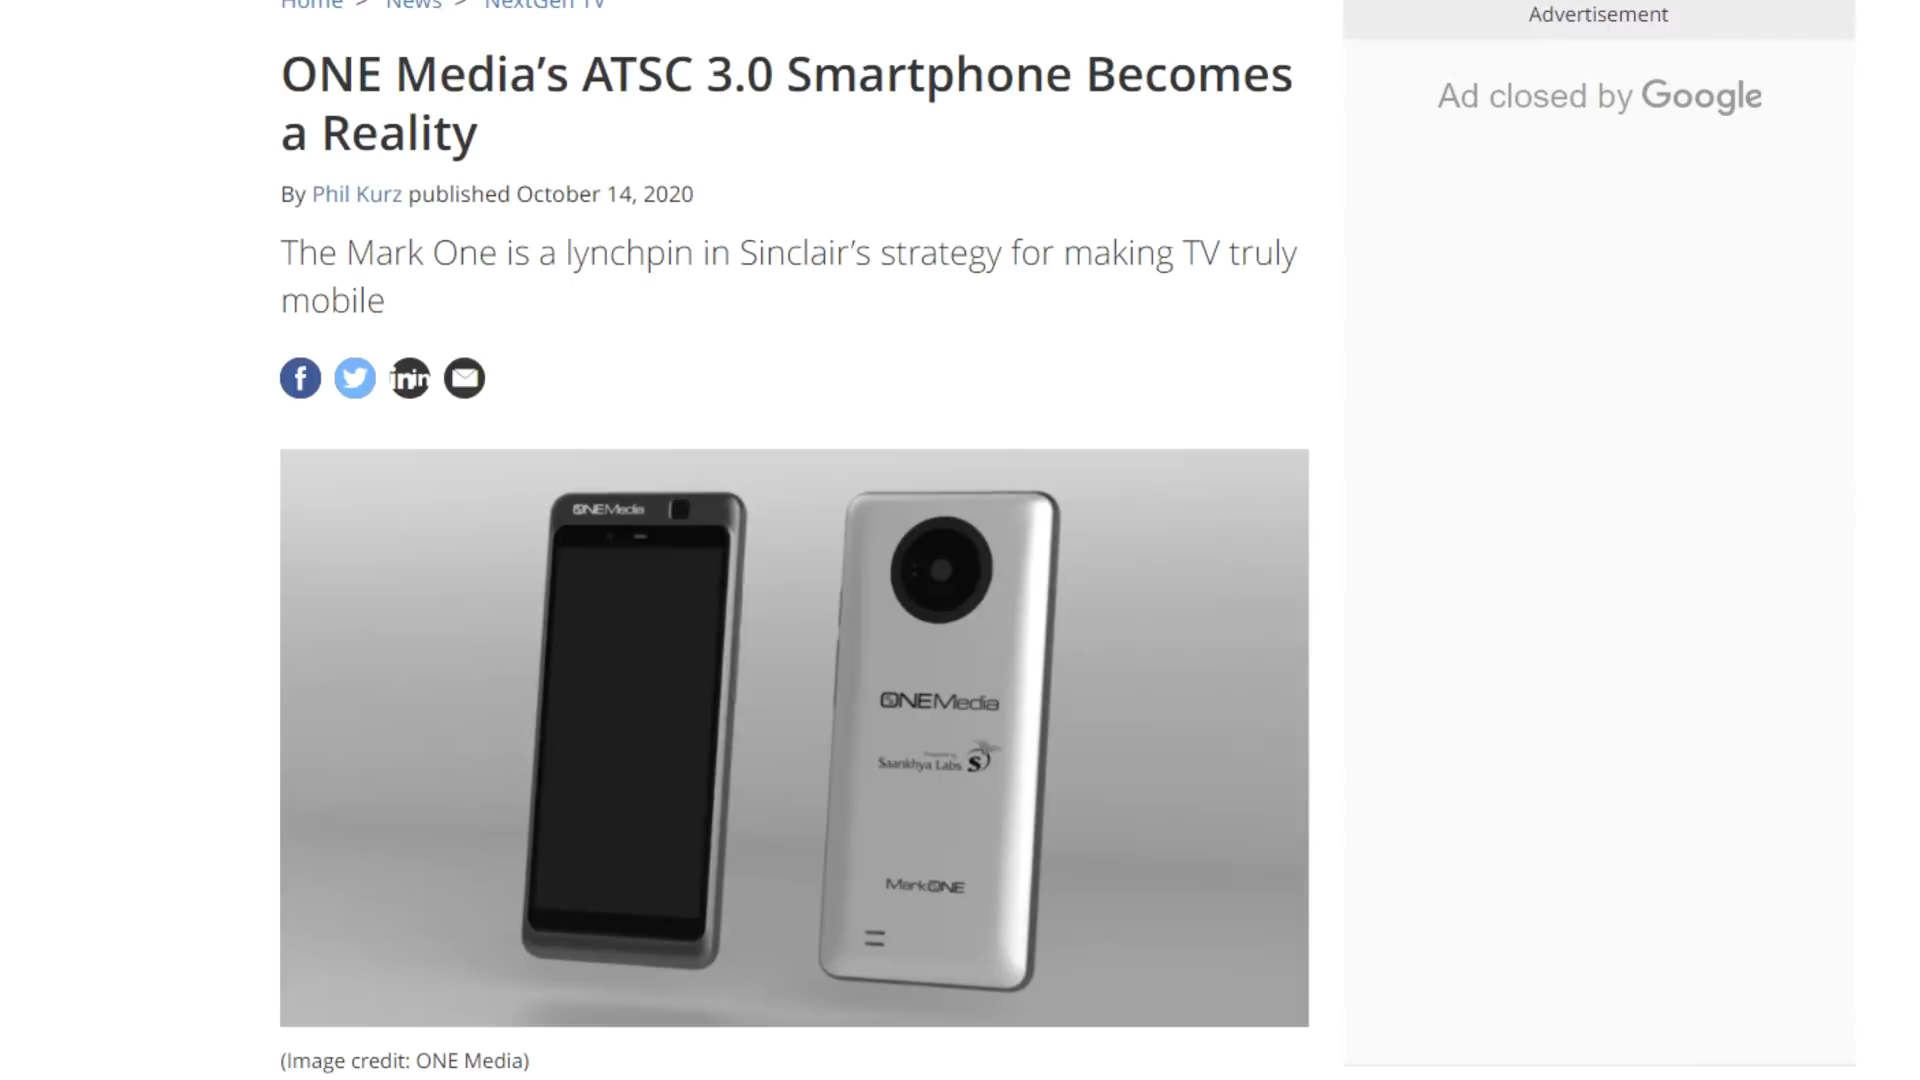 Home > News > NextGen TV
Advertisement
ONE Media’s ATSC 3.0 Smartphone Becomes
a Reality
Ad closed by Google
By Phil Kurz published October 14, 2020
The Mark One is a lynchpin in Sinclair’s strategy for making TV truly
mobile
ONEMedia
ONEMedia
Saankhya Labs
MarkONE
(Image credit: ONE Media)